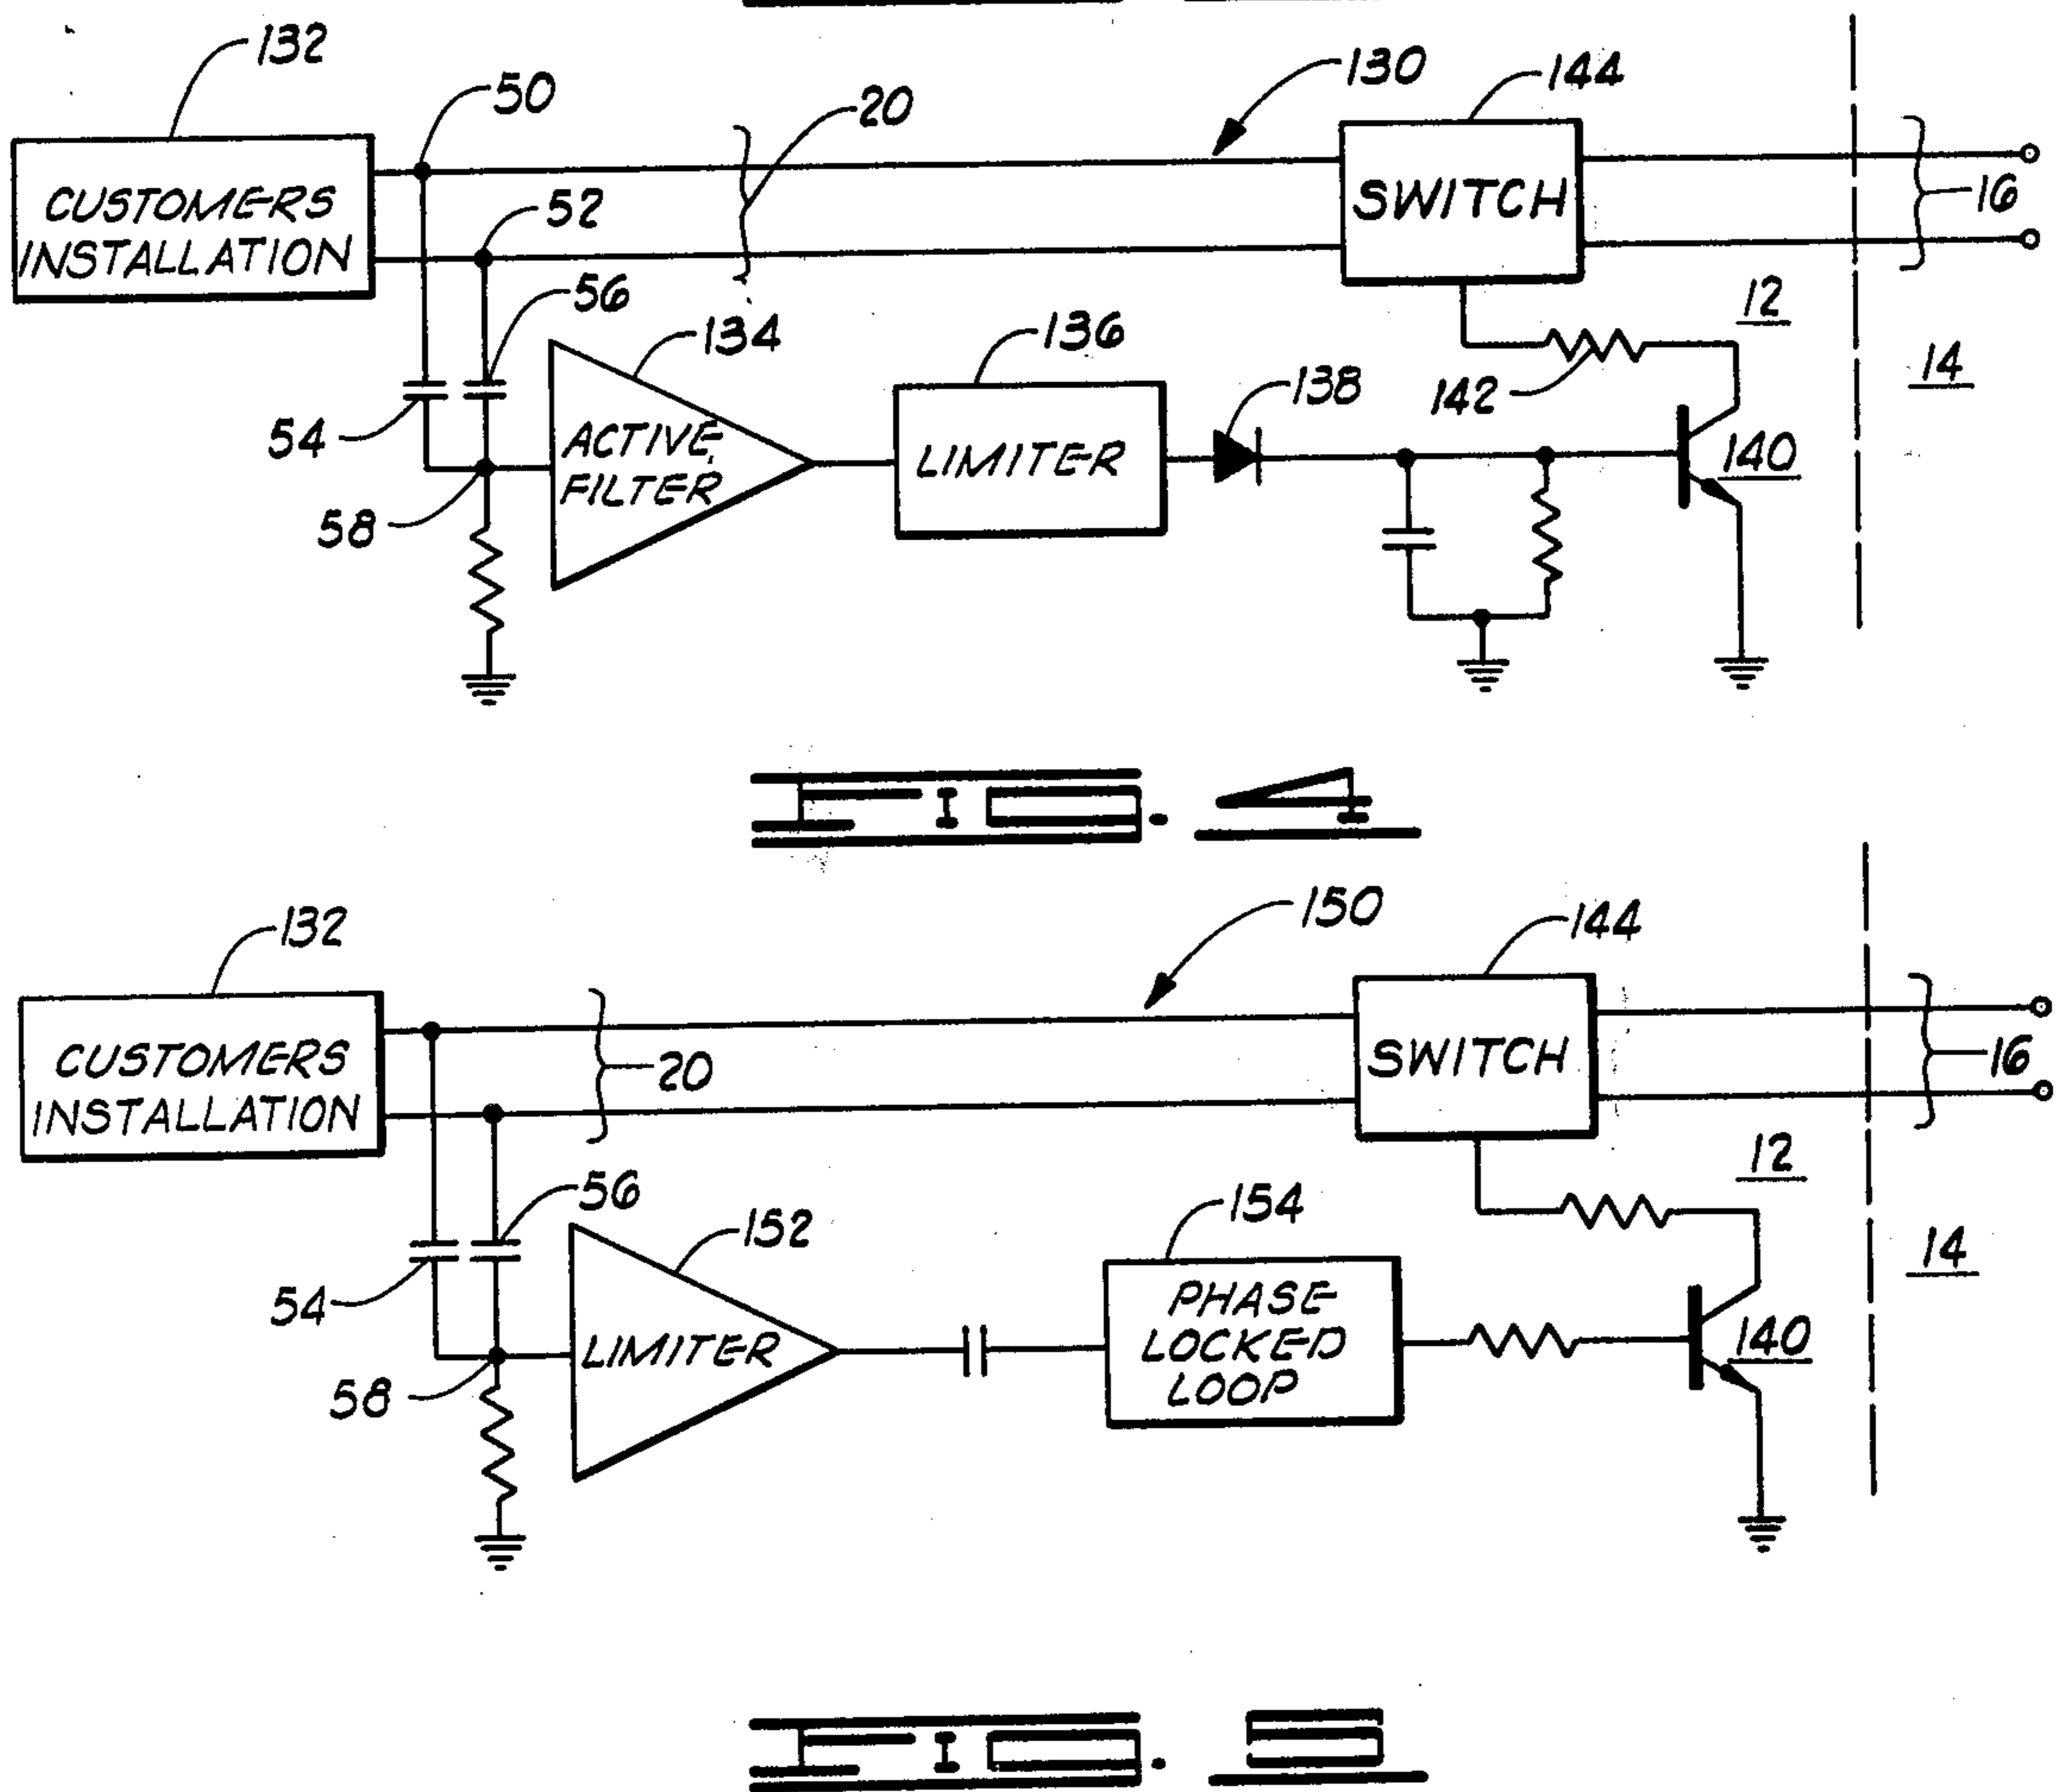 132
50
20
130
144
CUSTOMERS
INSTALLATION
52
SWITCH
16
56
134
136
12
138
142
14
54
ACTIVE
FILTER
LIMITER
140
58
FIG. 4
132
150
144
CUSTOMERS
INSTALLATION
20
SWITCH
16
56
152
154
12
54
LIMITER
PHASE
LOCKED
LOOP
14
140
58
FIG. 5